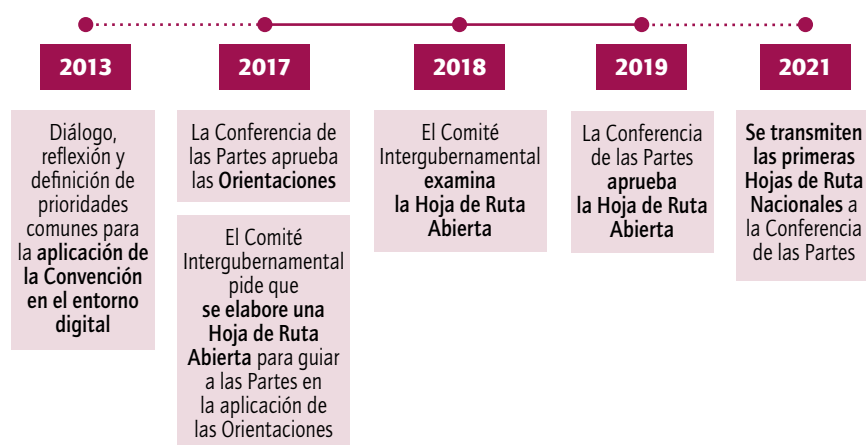 2013
Diálogo,
reflexión y
definición de
prioridades
comunes para
la aplicación de
la Convención
en el entorno
digital
2017
La Conferencia de
las Partes aprueba
las Orientaciones
El Comité
Intergubernamental
pide que
se elabore una
Hoja de Ruta
Abierta para guiar
a las Partes en
la aplicación de
las Orientaciones
2018
El Comité
Intergubernamental
examina
la Hoja de Ruta
Abierta
2019
La Conferencia
de las Partes
aprueba
la Hoja de Ruta
Abierta
2021
Se transmiten
las primeras
Hojas de Ruta
Nacionales a
la Conferencia
de las Partes